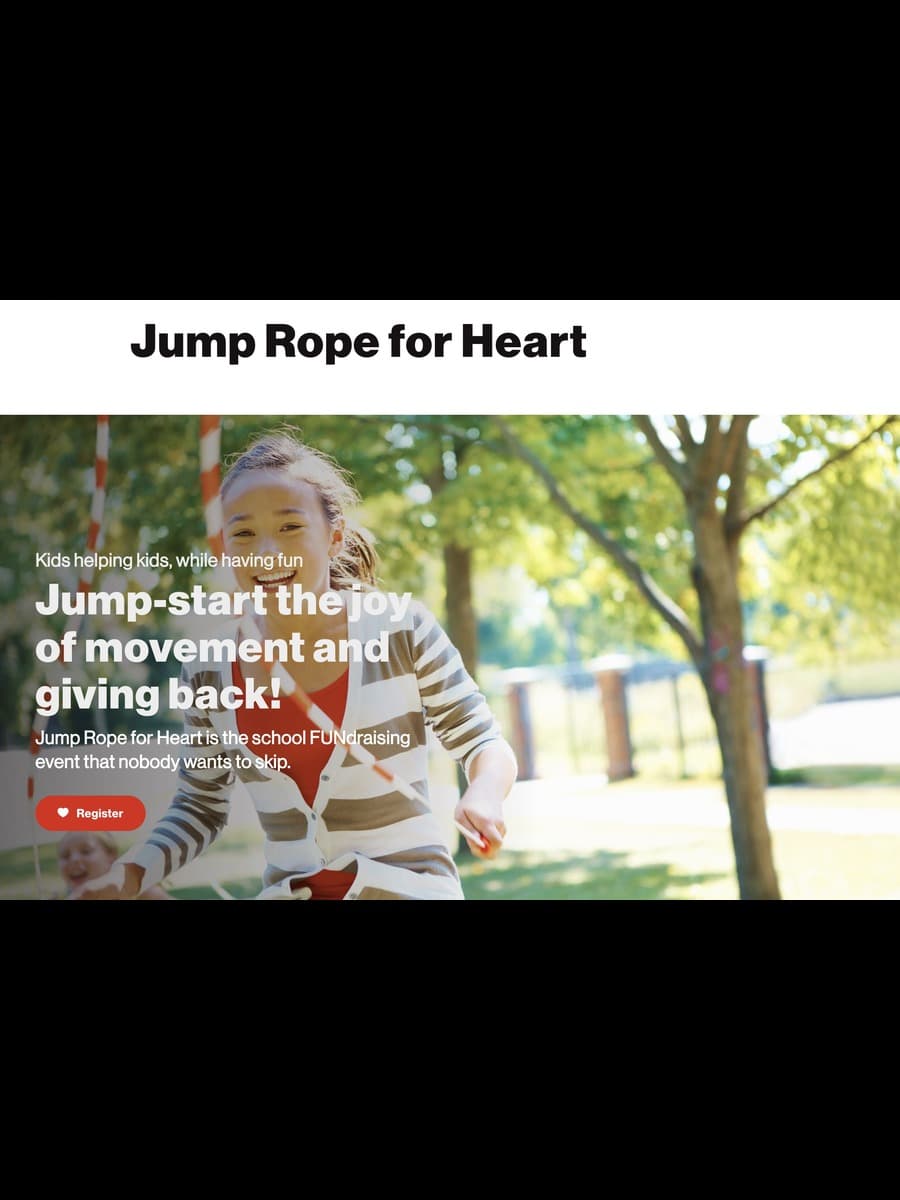 Jump Rope for Heart
Kids helping kids, while having fun
Jump-start the joy
of movement and
giving back!
Jump Rope for Heart is the school FUNdraising
event that nobody wants to skip.
Register